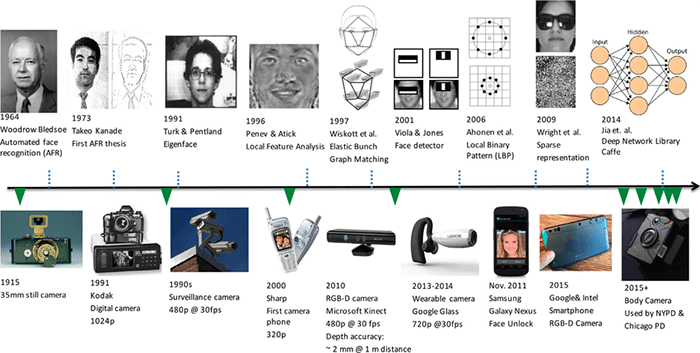 1964
Woodrow Bledsoe
Automated face
recognition (AFR)
1973
Takeo Kanade
First AFR thesis
1991
Turk & Pentland
Eigenface
1996
Penev & Atick
Local Feature Analysis
1997
Wiskott et al.
Elastic Bunch
Graph Matching
2001
Viola & Jones
Face detector
2006
Ahonen et al.
Local Binary
Pattern (LBP)
2009
Wright et al.
Sparse
representation
Input
Hidden
Output
2014
Jia et. al.
Deep Network Library
Caffe
1915
35mm still camera
1991
Kodak
Digital camera
1024p
1990s
Surveillance camera
480p @ 30fps
2000
Sharp
First camera
phone
320p
2010
RGB-D camera
Microsoft Kinect
480p @ 30 fps
Depth accuracy:
~ 2 mm @ 1 m distance
2013-2014
Wearable camera
Google Glass
720p @30fps
Nov. 2011
Samsung
Galaxy Nexus
Face Unlock
2015
Google& Intel
Smartphone
RGB-D Camera
2015+
Body Camera
Used by NYPD &
Chicago PD